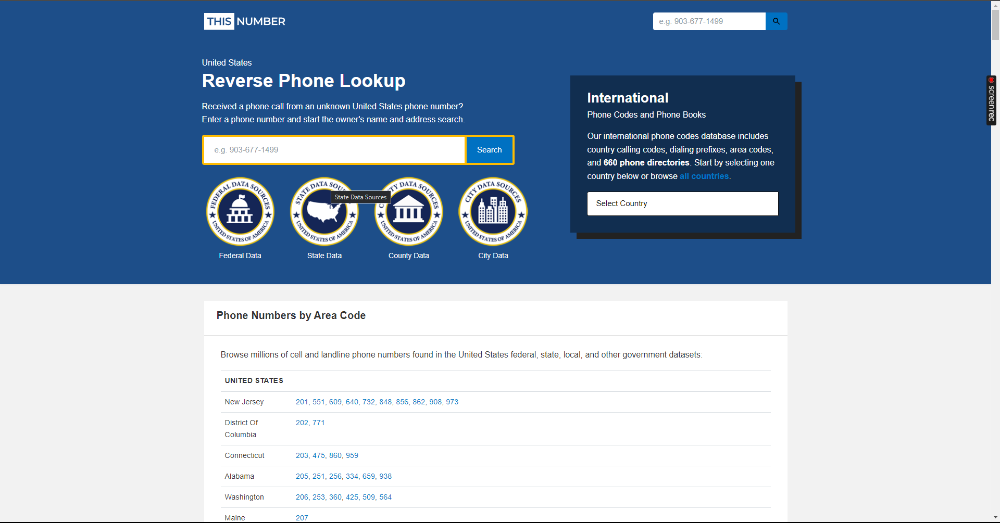 THIS NUMBER
e.g. 903-677-1499
United States
Reverse Phone Lookup
Received a phone call from an unknown United States phone number?
Enter a phone number and start the owner's name and address search.
e.g. 903-677-1499
Search
FEDERAL DATA SOURCES
UNITED STATES OF AMERICA
STATE DATA
UNITED STATES OF AMERICA
State Data Sources
DATA SOURCES
UNITED STATES OF AMERICA
CITY DATA SOURCES
UNITED STATES OF AMERICA
Federal Data
State Data
County Data
City Data
International
Phone Codes and Phone Books
Our international phone codes database includes
country calling codes, dialing prefixes, area codes,
and 660 phone directories. Start by selecting one
country below or browse all countries.
Select Country
screenrec
Phone Numbers by Area Code
Browse millions of cell and landline phone numbers found in the United States federal, state, local, and other government datasets:
UNITED STATES
New Jersey 201, 551, 609, 640, 732, 848, 856, 862, 908, 973
District Of
Columbia
202, 771
Connecticut 203, 475, 860, 959
Alabama 205, 251, 256, 334, 659, 938
Washington 206, 253, 360, 425, 509, 564
Maine 207